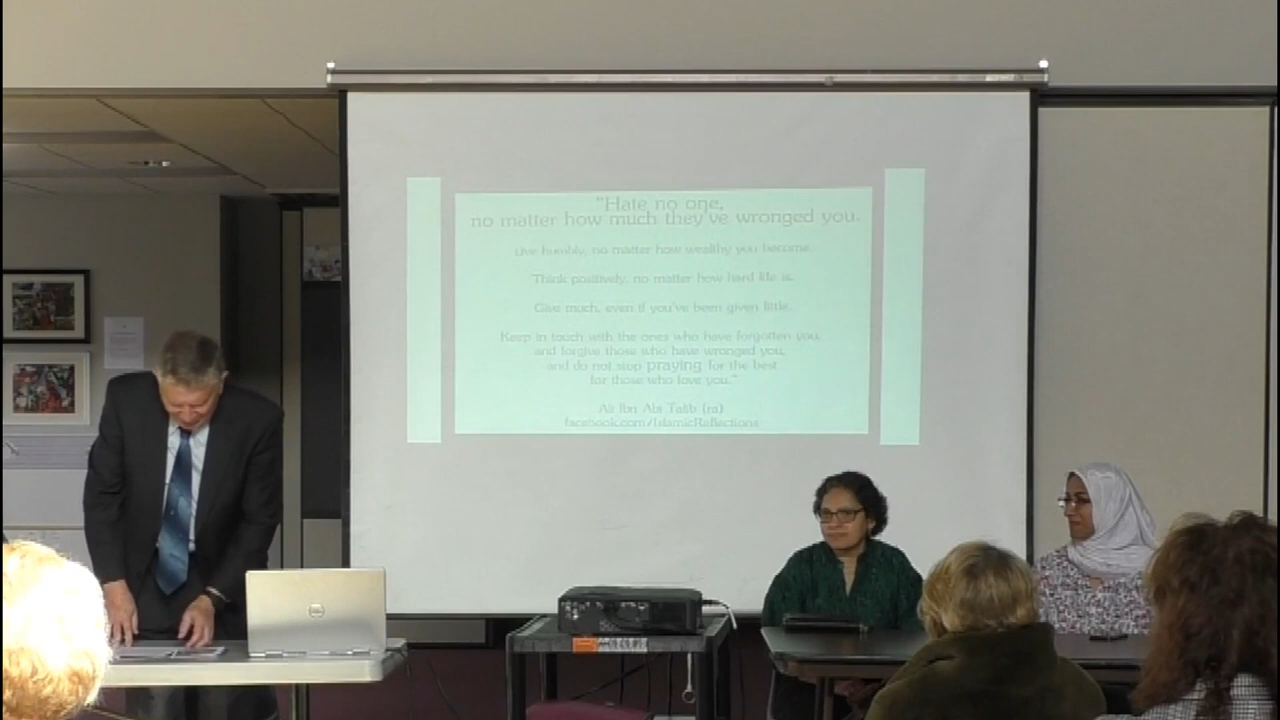 "Hate no one,
no matter how much they've wronged you.
Live humbly, no matter how wealthy you become.
Think positively, no matter how hard life is.
Give much, even if you've been given little.
Keep in touch with the ones who have forgotten you,
and forgive those who have wronged you,
and do not stop praying for the best
for those who love you."
Ali Ibn Abi Talib (ra)
facebook.com/IslamicReflections
DELL